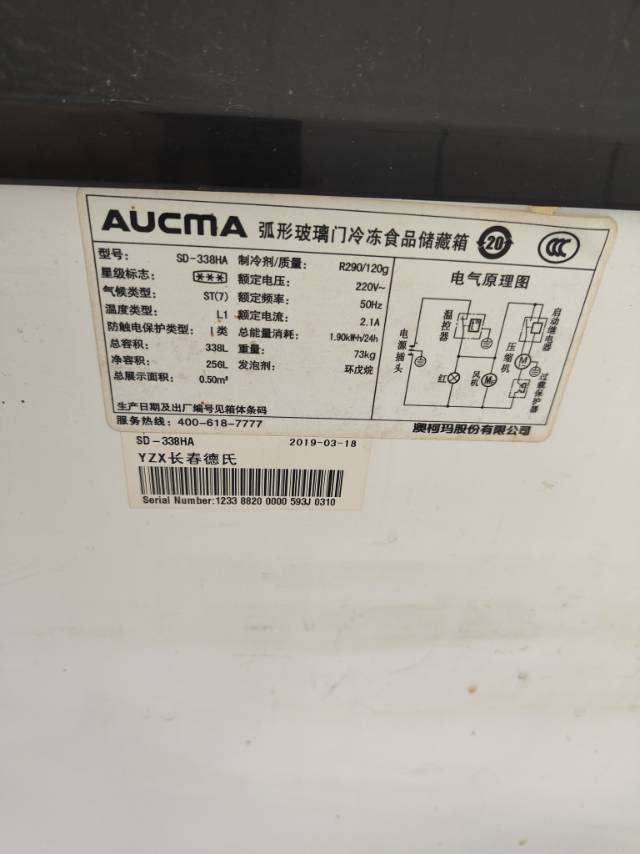 AUCMA 弧形玻璃门冷冻食品储藏箱 20 CCC
型号: SD-338HA 制冷剂/质量: R290/120g
星级标志: *** 额定电压: 220V~
气候类型: ST(7) 额定频率: 50Hz
温度类型: L1 额定电流: 2.1A
防触电保护类型: I类 总能量消耗: 1.90kW•h/24h
总容积: 338L 重量: 73kg
净容积: 256L 发泡剂: 环戊烷
总展示面积: 0.50m²
生产日期及出厂编号见箱体条码
服务热线: 400-618-7777
电气原理图
电源插头
温控器
红
风机
M
压缩机
M
启动继电器
过载保护器
澳柯玛股份有限公司
SD-338HA 2019-03-18
YZX长春德氏
Serial Number:1233 8820 0000 593J 0310